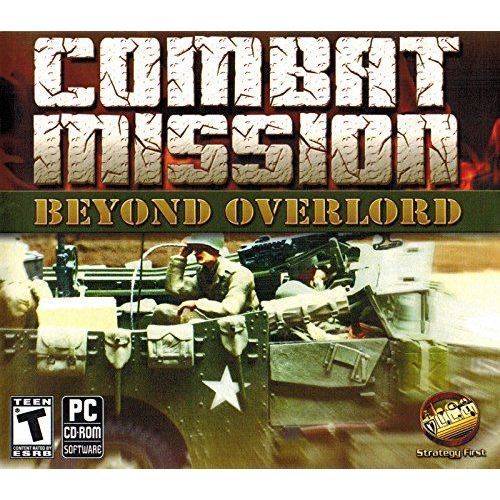 COMBAT
MISSION
BEYOND OVERLORD
TEEN
T
CONTENT RATED BY
ESRB
PC
CD-ROM
SOFTWARE
Strategy First